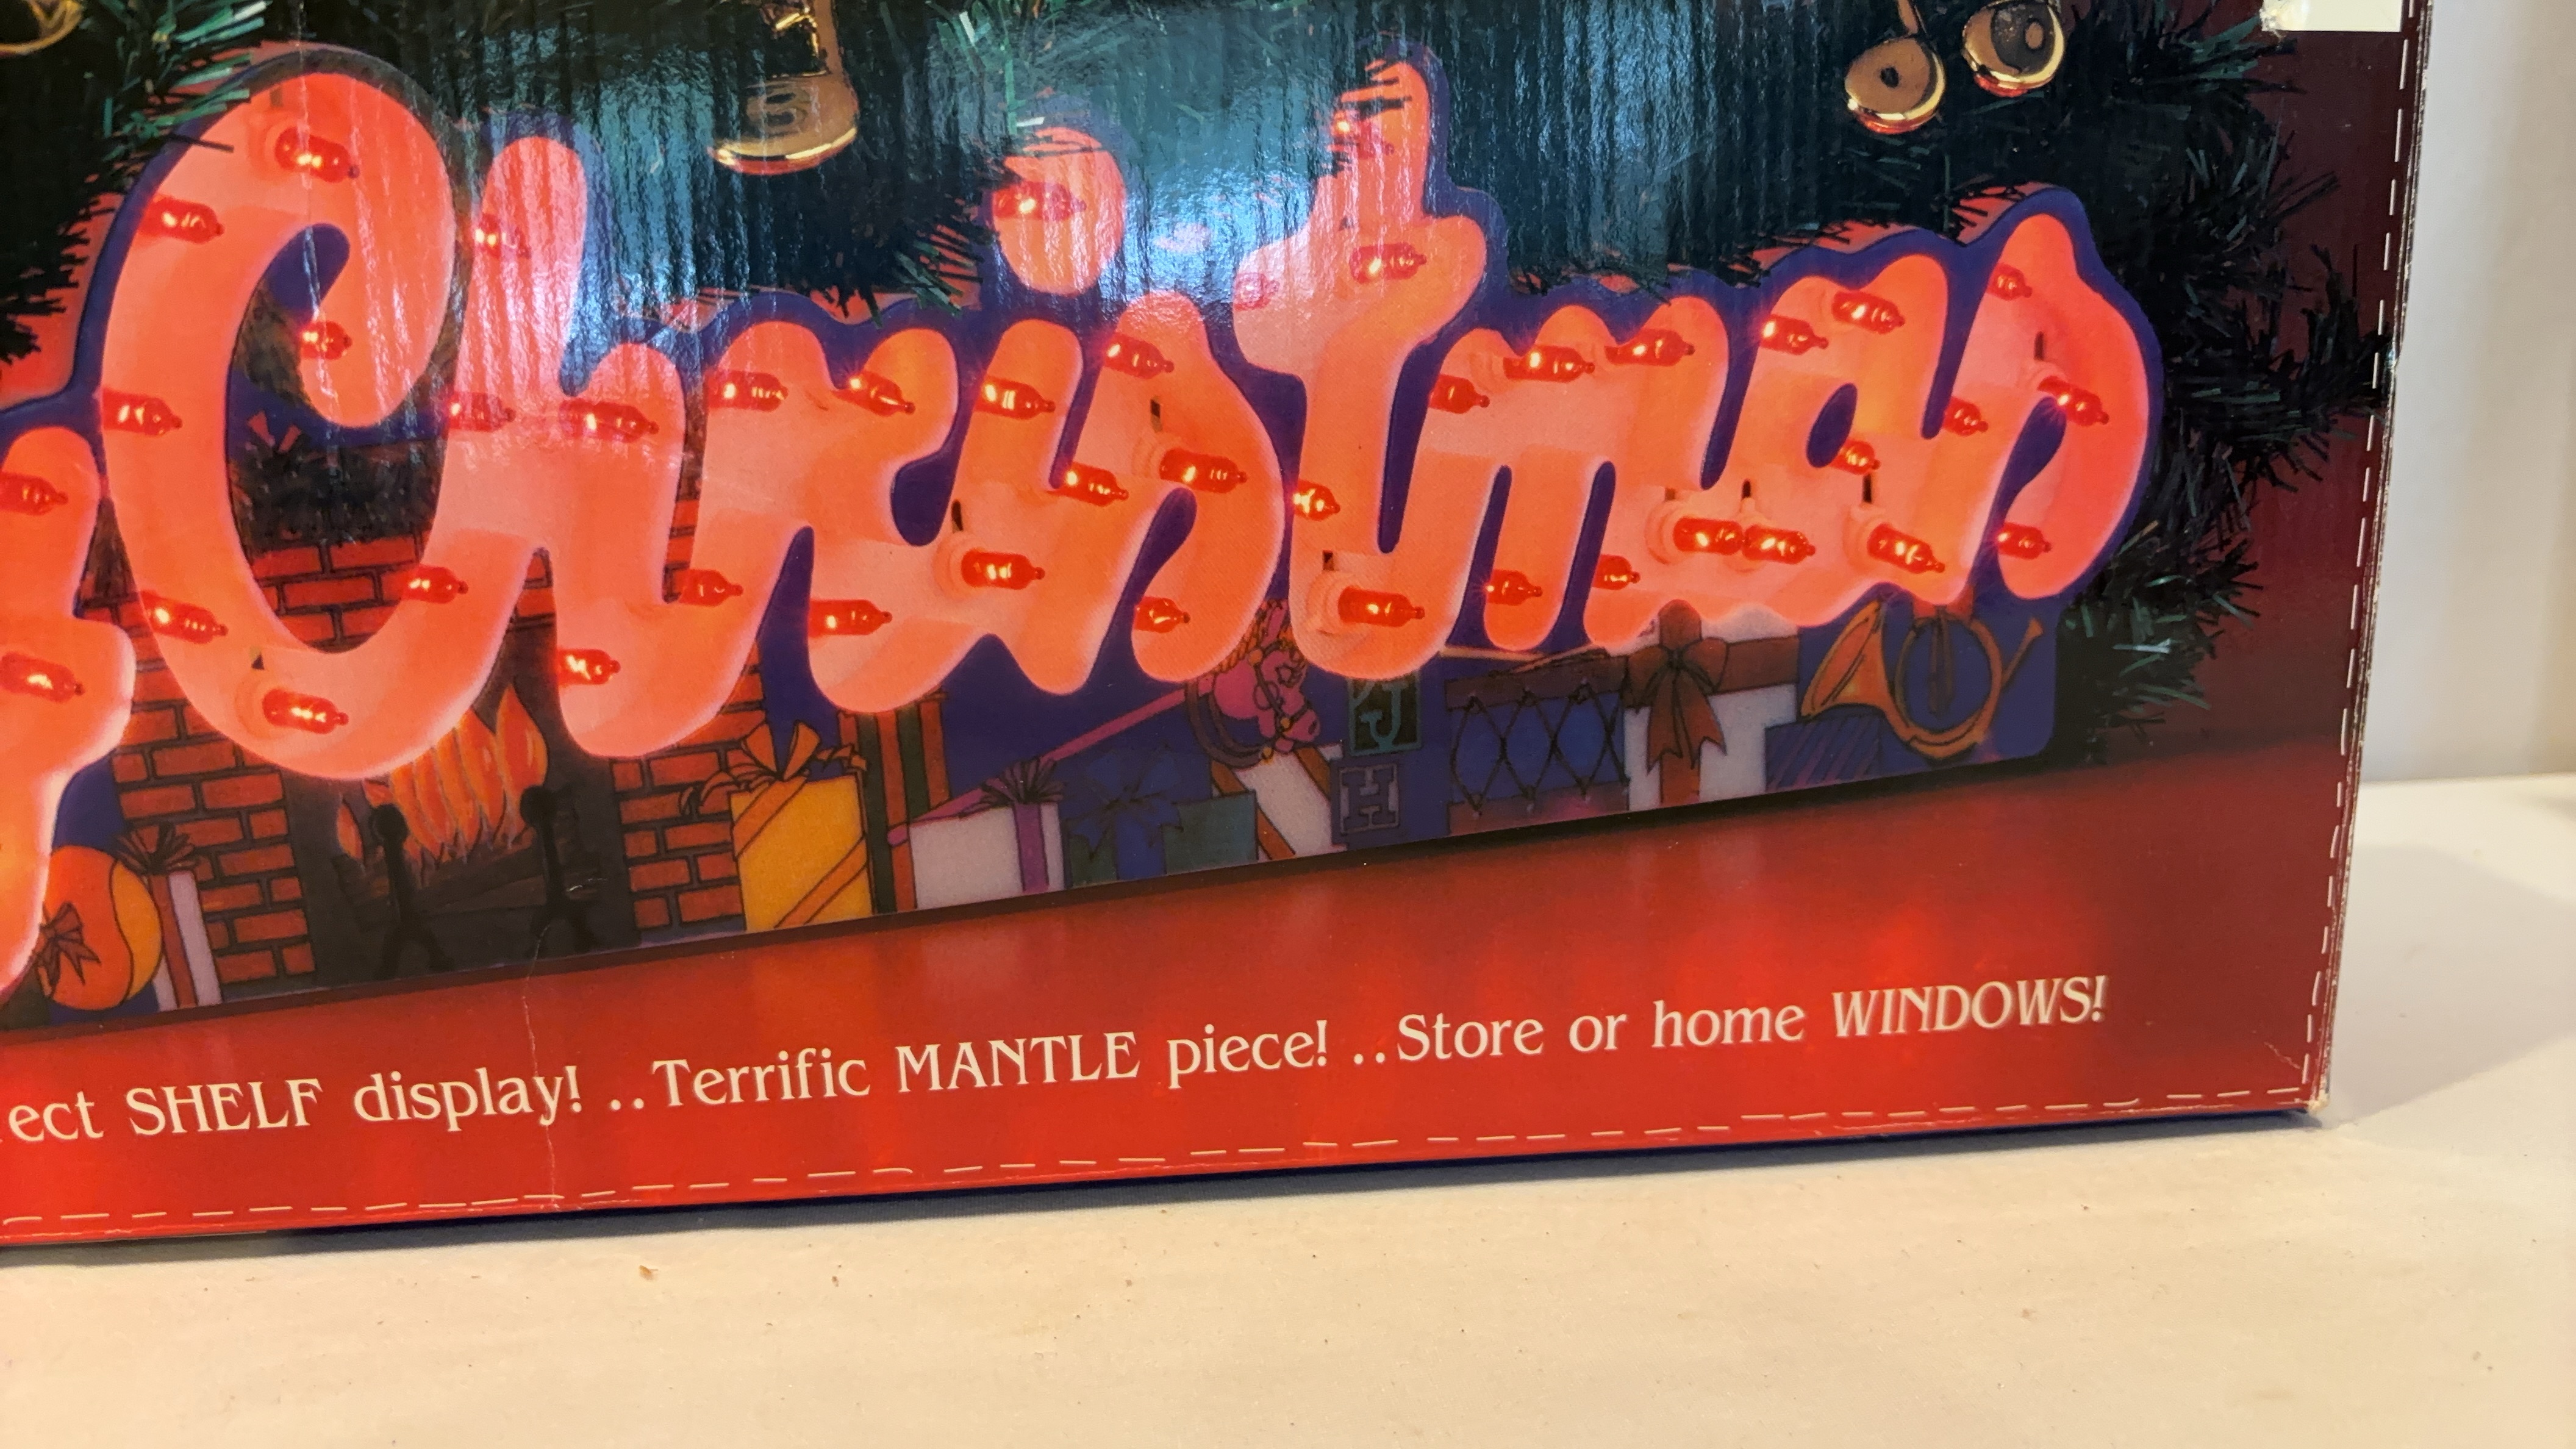 Christmas
J
H
ect SHELF display! ..Terrific MANTLE piece! ..Store or home WINDOWS!